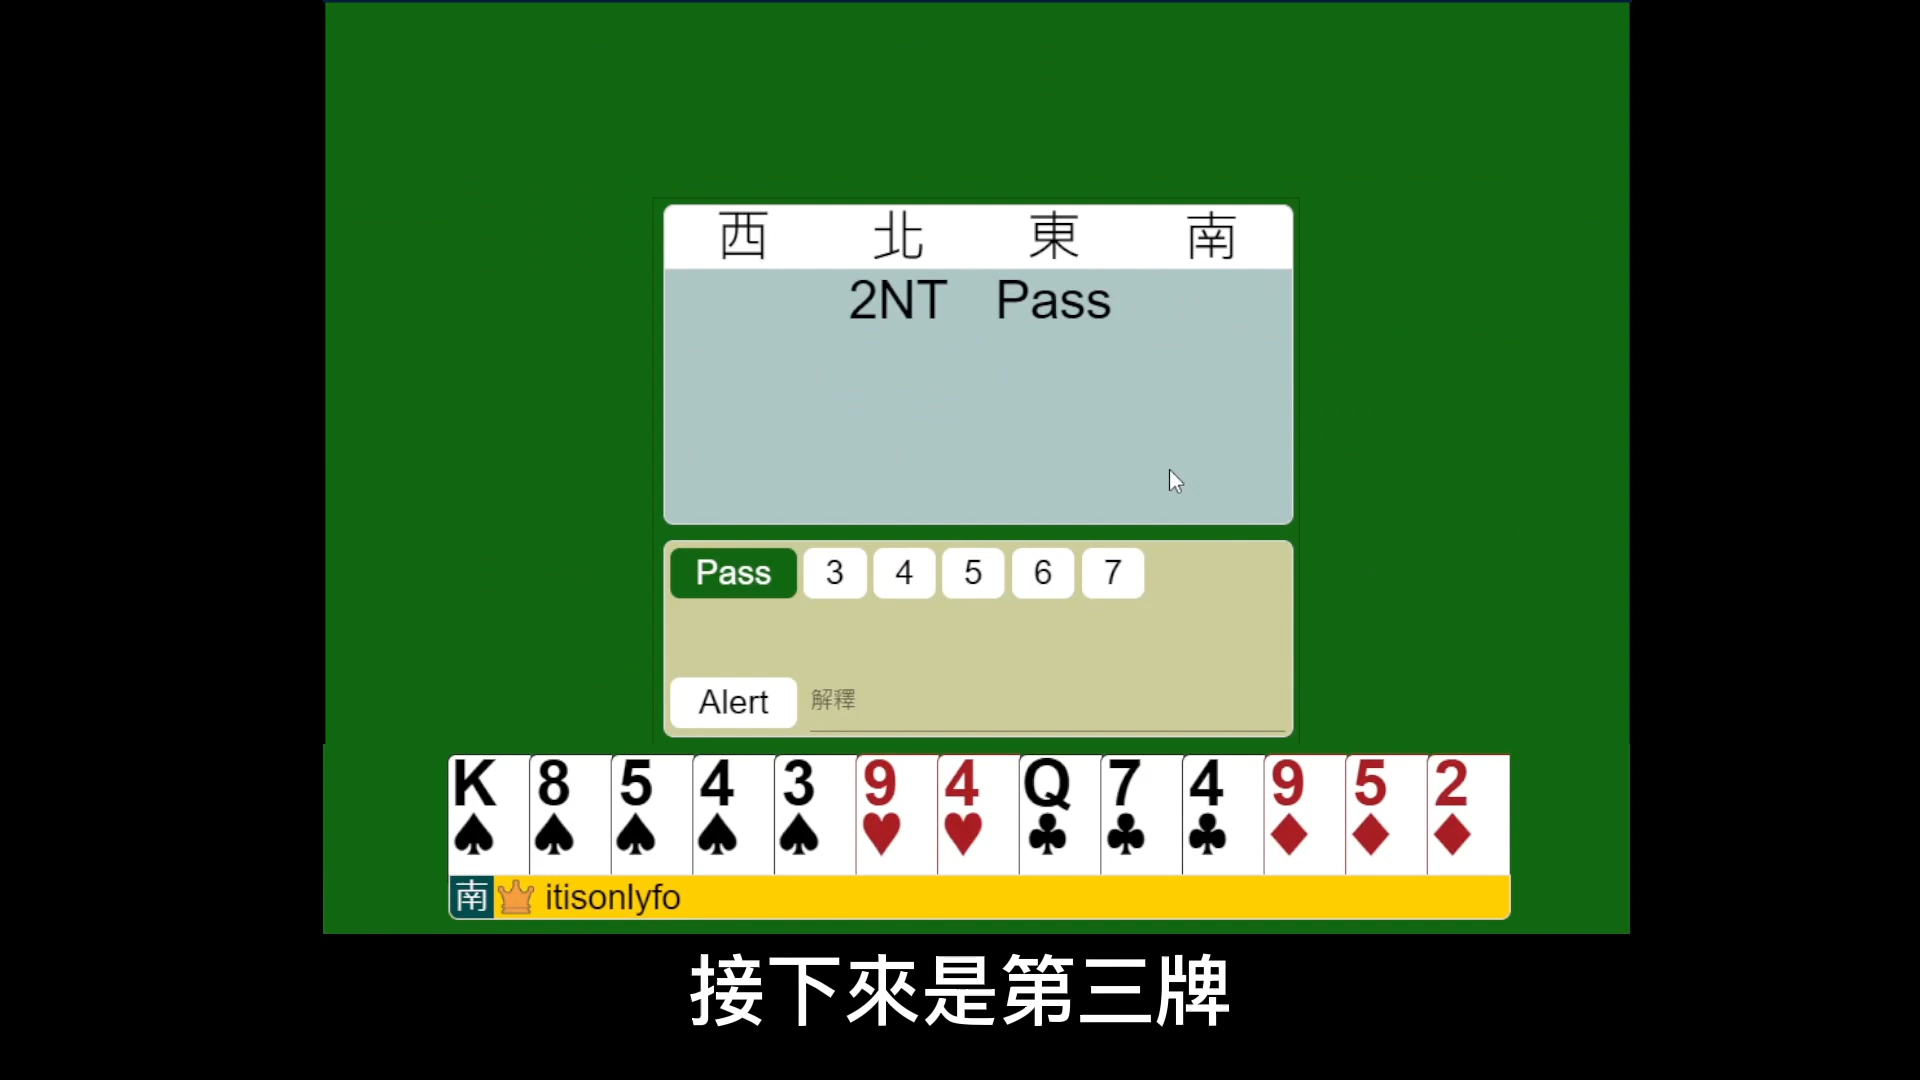 西 北 東 南
2NT Pass
Pass 3 4 5 6 7
Alert 解釋
K 8 5 4 3 9 4 Q 7 4 9 5 2
♠ ♠ ♠ ♠ ♠ ♥ ♥ ♣ ♣ ♣ ♦ ♦ ♦
南 itisonlyfo
接下來是第三牌